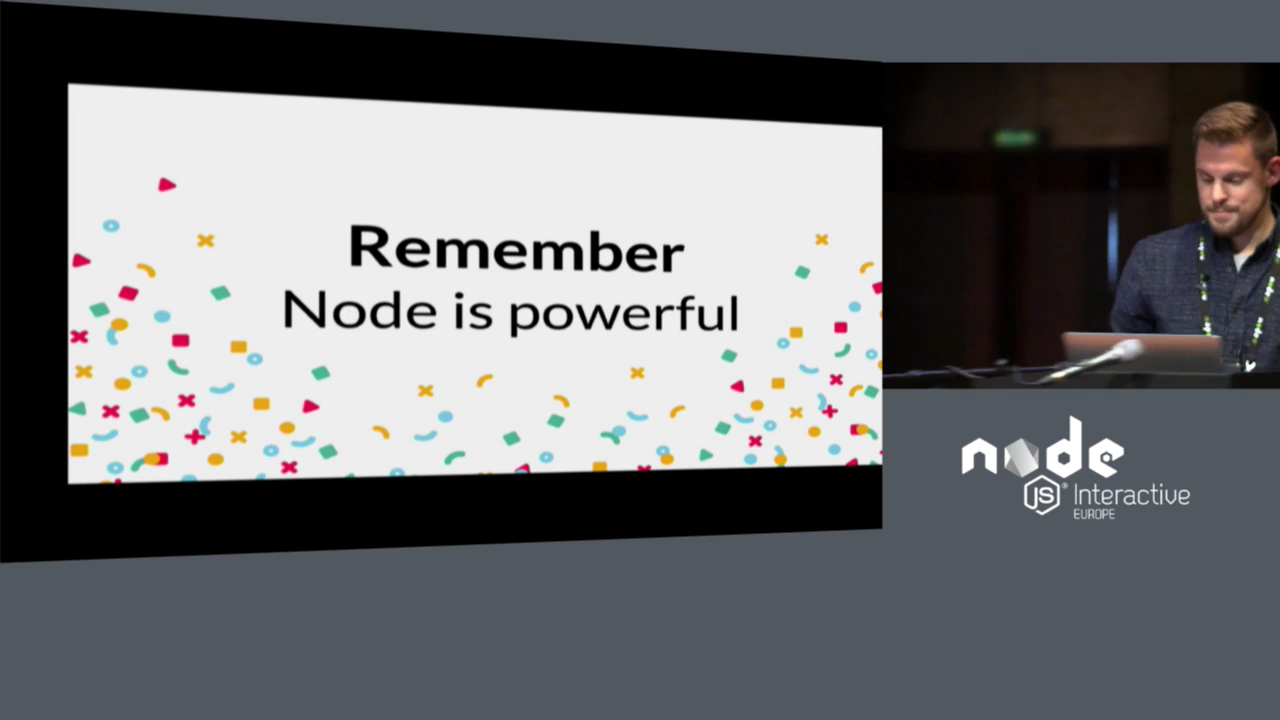 Remember
Node is powerful
node
JS® Interactive
EUROPE